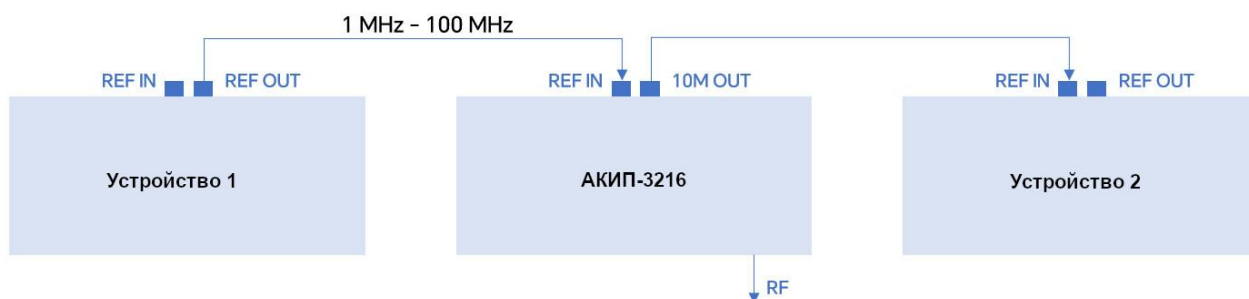 1 MHz – 100 MHz
REF IN REF OUT REF IN 10M OUT REF IN REF OUT
Устройство 1 АКИП-3216 Устройство 2
RF